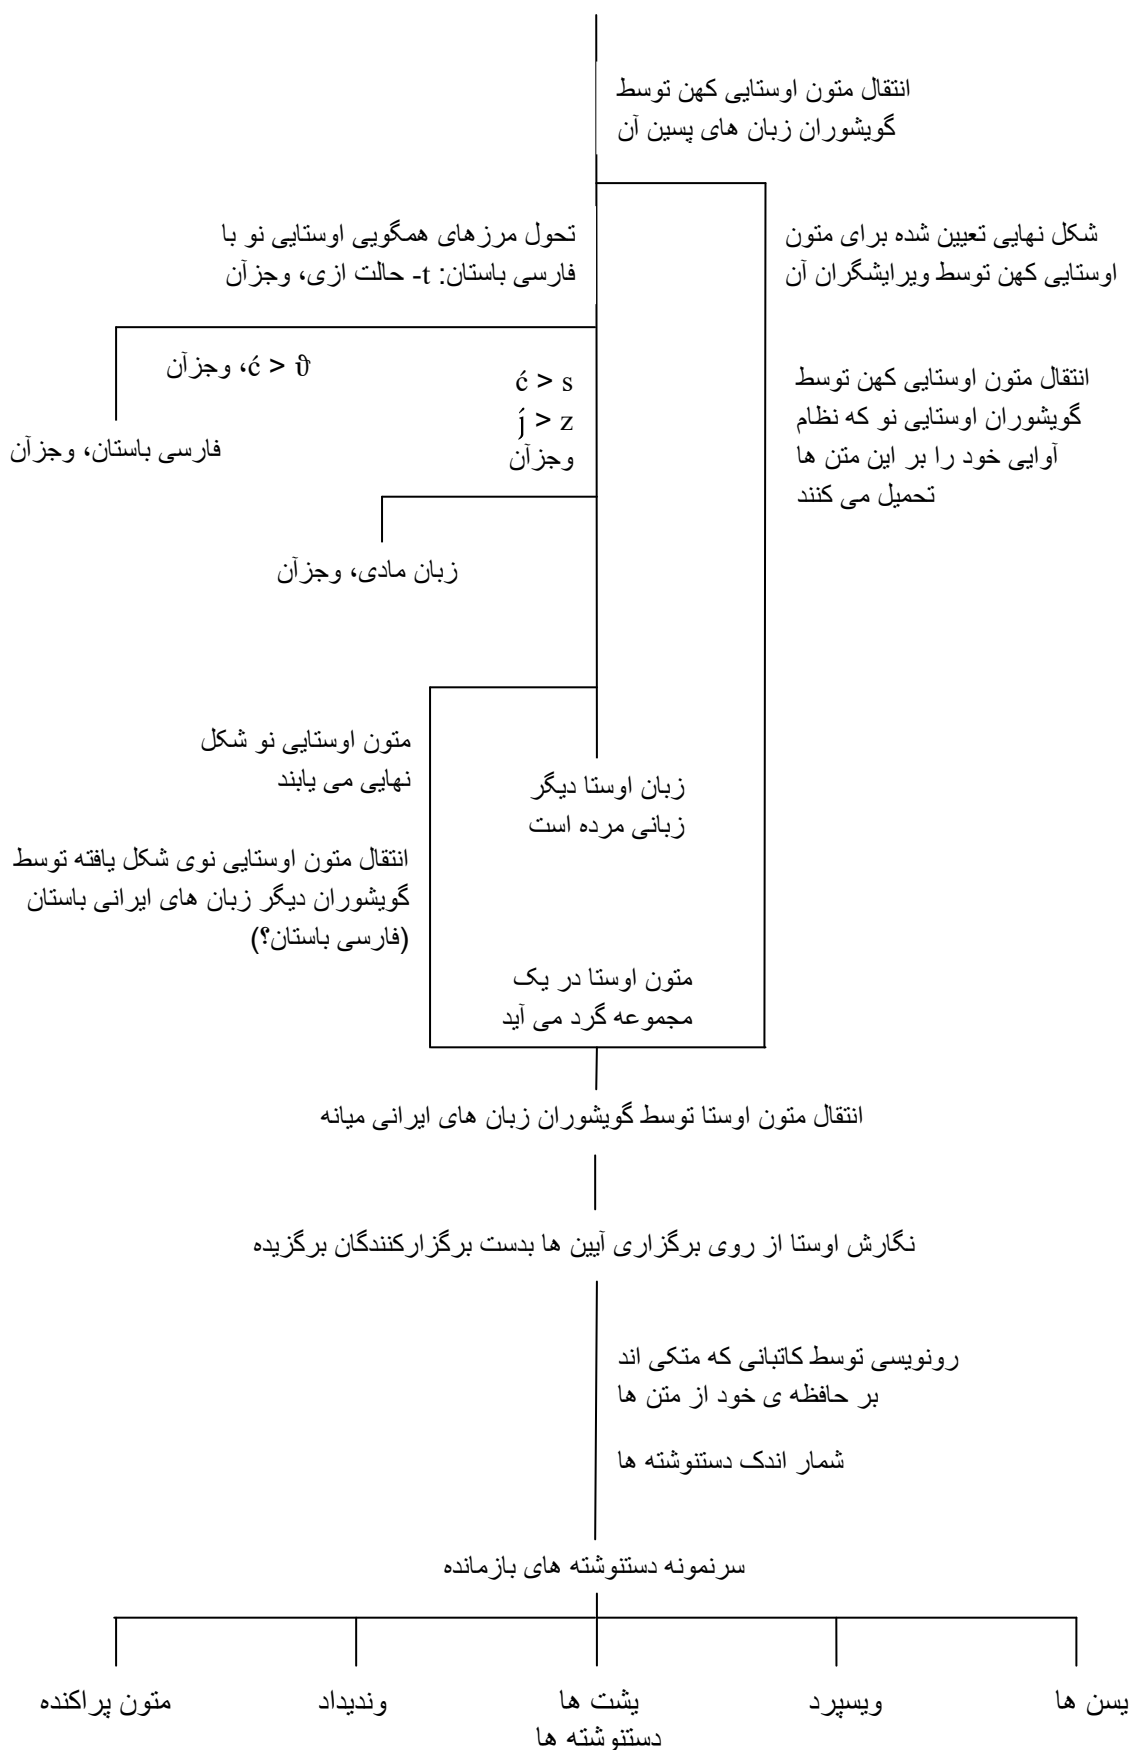 انتقال متون اوستایی کهن توسط
گویشوران زبان های پسین آن
شکل نهایی تعیین شده برای متون
اوستایی کهن توسط ویرایشگران آن
تحول مرزهای همگویی اوستایی نو با
فارسی باستان: t- حالت ازی، وجزآن
ć > ϑ، وجزآن
ć > s
j́ > z
وجزآن
انتقال متون اوستایی کهن توسط
گویشوران اوستایی نو که نظام
آوایی خود را بر این متن ها
تحمیل می کنند
فارسی باستان، وجزآن
زبان مادی، وجزآن
متون اوستایی نو شکل
نهایی می یابند
زبان اوستا دیگر
زبانی مرده است
انتقال متون اوستایی نوی شکل یافته توسط
گویشوران دیگر زبان های ایرانی باستان
(فارسی باستان؟)
متون اوستا در یک
مجموعه گرد می آید
انتقال متون اوستا توسط گویشوران زبان های ایرانی میانه
نگارش اوستا از روی برگزاری آیین ها بدست برگزارکنندگان برگزیده
رونویسی توسط کاتبانی که متکی اند
بر حافظه ی خود از متن ها
شمار اندک دستنوشته ها
سرنمونه دستنوشته های بازمانده
یسن ها
ویسپرد
یشت ها
وندیداد
متون پراکنده
دستنوشته ها